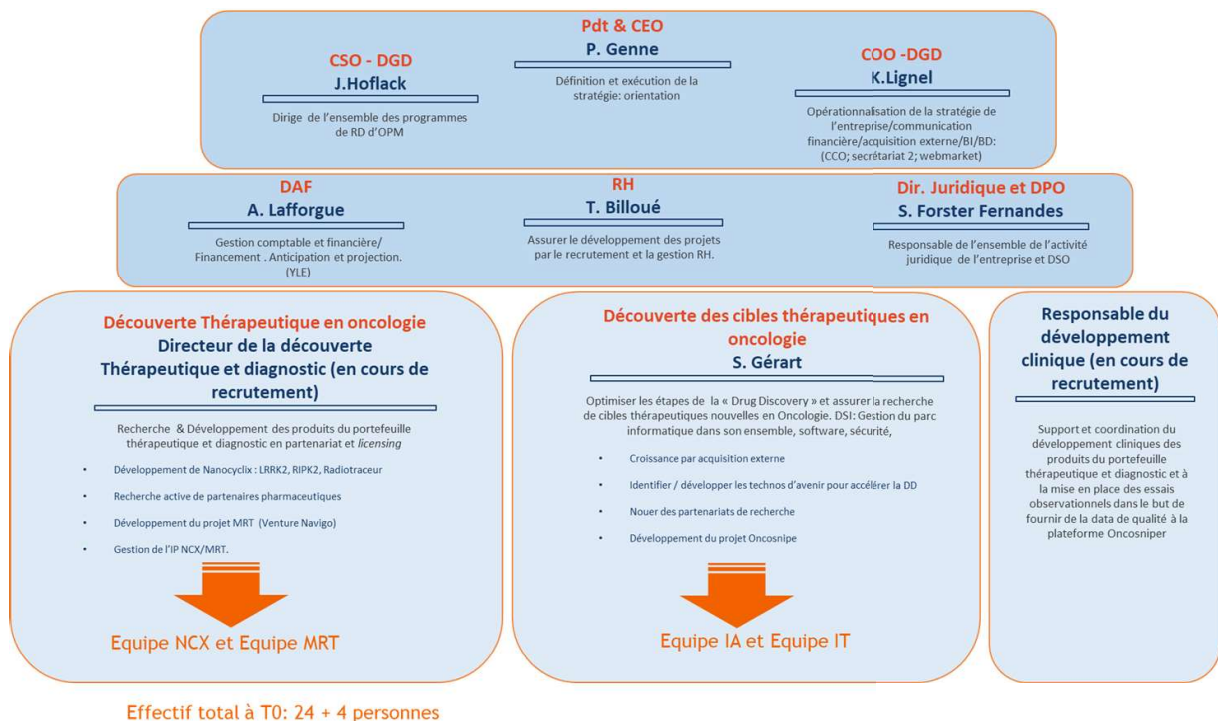 Pdt & CEO
P. Genne
Définition et exécution de la
stratégie: orientation
CSO - DGD
J.Hoflack
Dirige de l'ensemble des programmes
de RD d'OPM
COO -DGD
K.Lignel
Opérationnalisation de la stratégie de
l'entreprise/communication
financière/acquisition externe/BI/BD:
(CCO; secrétariat 2; webmarket)
DAF
A. Lafforgue
Gestion comptable et financière/
Financement . Anticipation et projection.
(YLE)
RH
T. Billoué
Assurer le développement des projets
par le recrutement et la gestion RH.
Dir. Juridique et DPO
S. Forster Fernandes
Responsable de l'ensemble de l'activité
juridique de l'entreprise et DSO
Découverte Thérapeutique en oncologie
Directeur de la découverte
Thérapeutique et diagnostic (en cours de
recrutement)
Recherche & Développement des produits du portefeuille
thérapeutique et diagnostic en partenariat et licensing
• Développement de Nanocyclix : LRRK2, RIPK2, Radiotraceur
• Recherche active de partenaires pharmaceutiques
• Développement du projet MRT (Venture Navigo)
• Gestion de l'IP NCX/MRT.
Equipe NCX et Equipe MRT
Découverte des cibles thérapeutiques en
oncologie
S. Gérart
Optimiser les étapes de la « Drug Discovery » et assurer la recherche
de cibles thérapeutiques nouvelles en Oncologie. DSI: Gestion du parc
informatique dans son ensemble, software, sécurité,
• Croissance par acquisition externe
• Identifier / développer les technos d'avenir pour accélérer la DD
• Nouer des partenariats de recherche
• Développement du projet Oncosnipe
Equipe IA et Equipe IT
Responsable du
développement
clinique (en cours de
recrutement)
Support et coordination du
développement cliniques des
produits du portefeuille
thérapeutique et diagnostic et à
la mise en place des essais
observationnels dans le but de
fournir de la data de qualité à la
plateforme Oncosniper
Effectif total à T0: 24 + 4 personnes